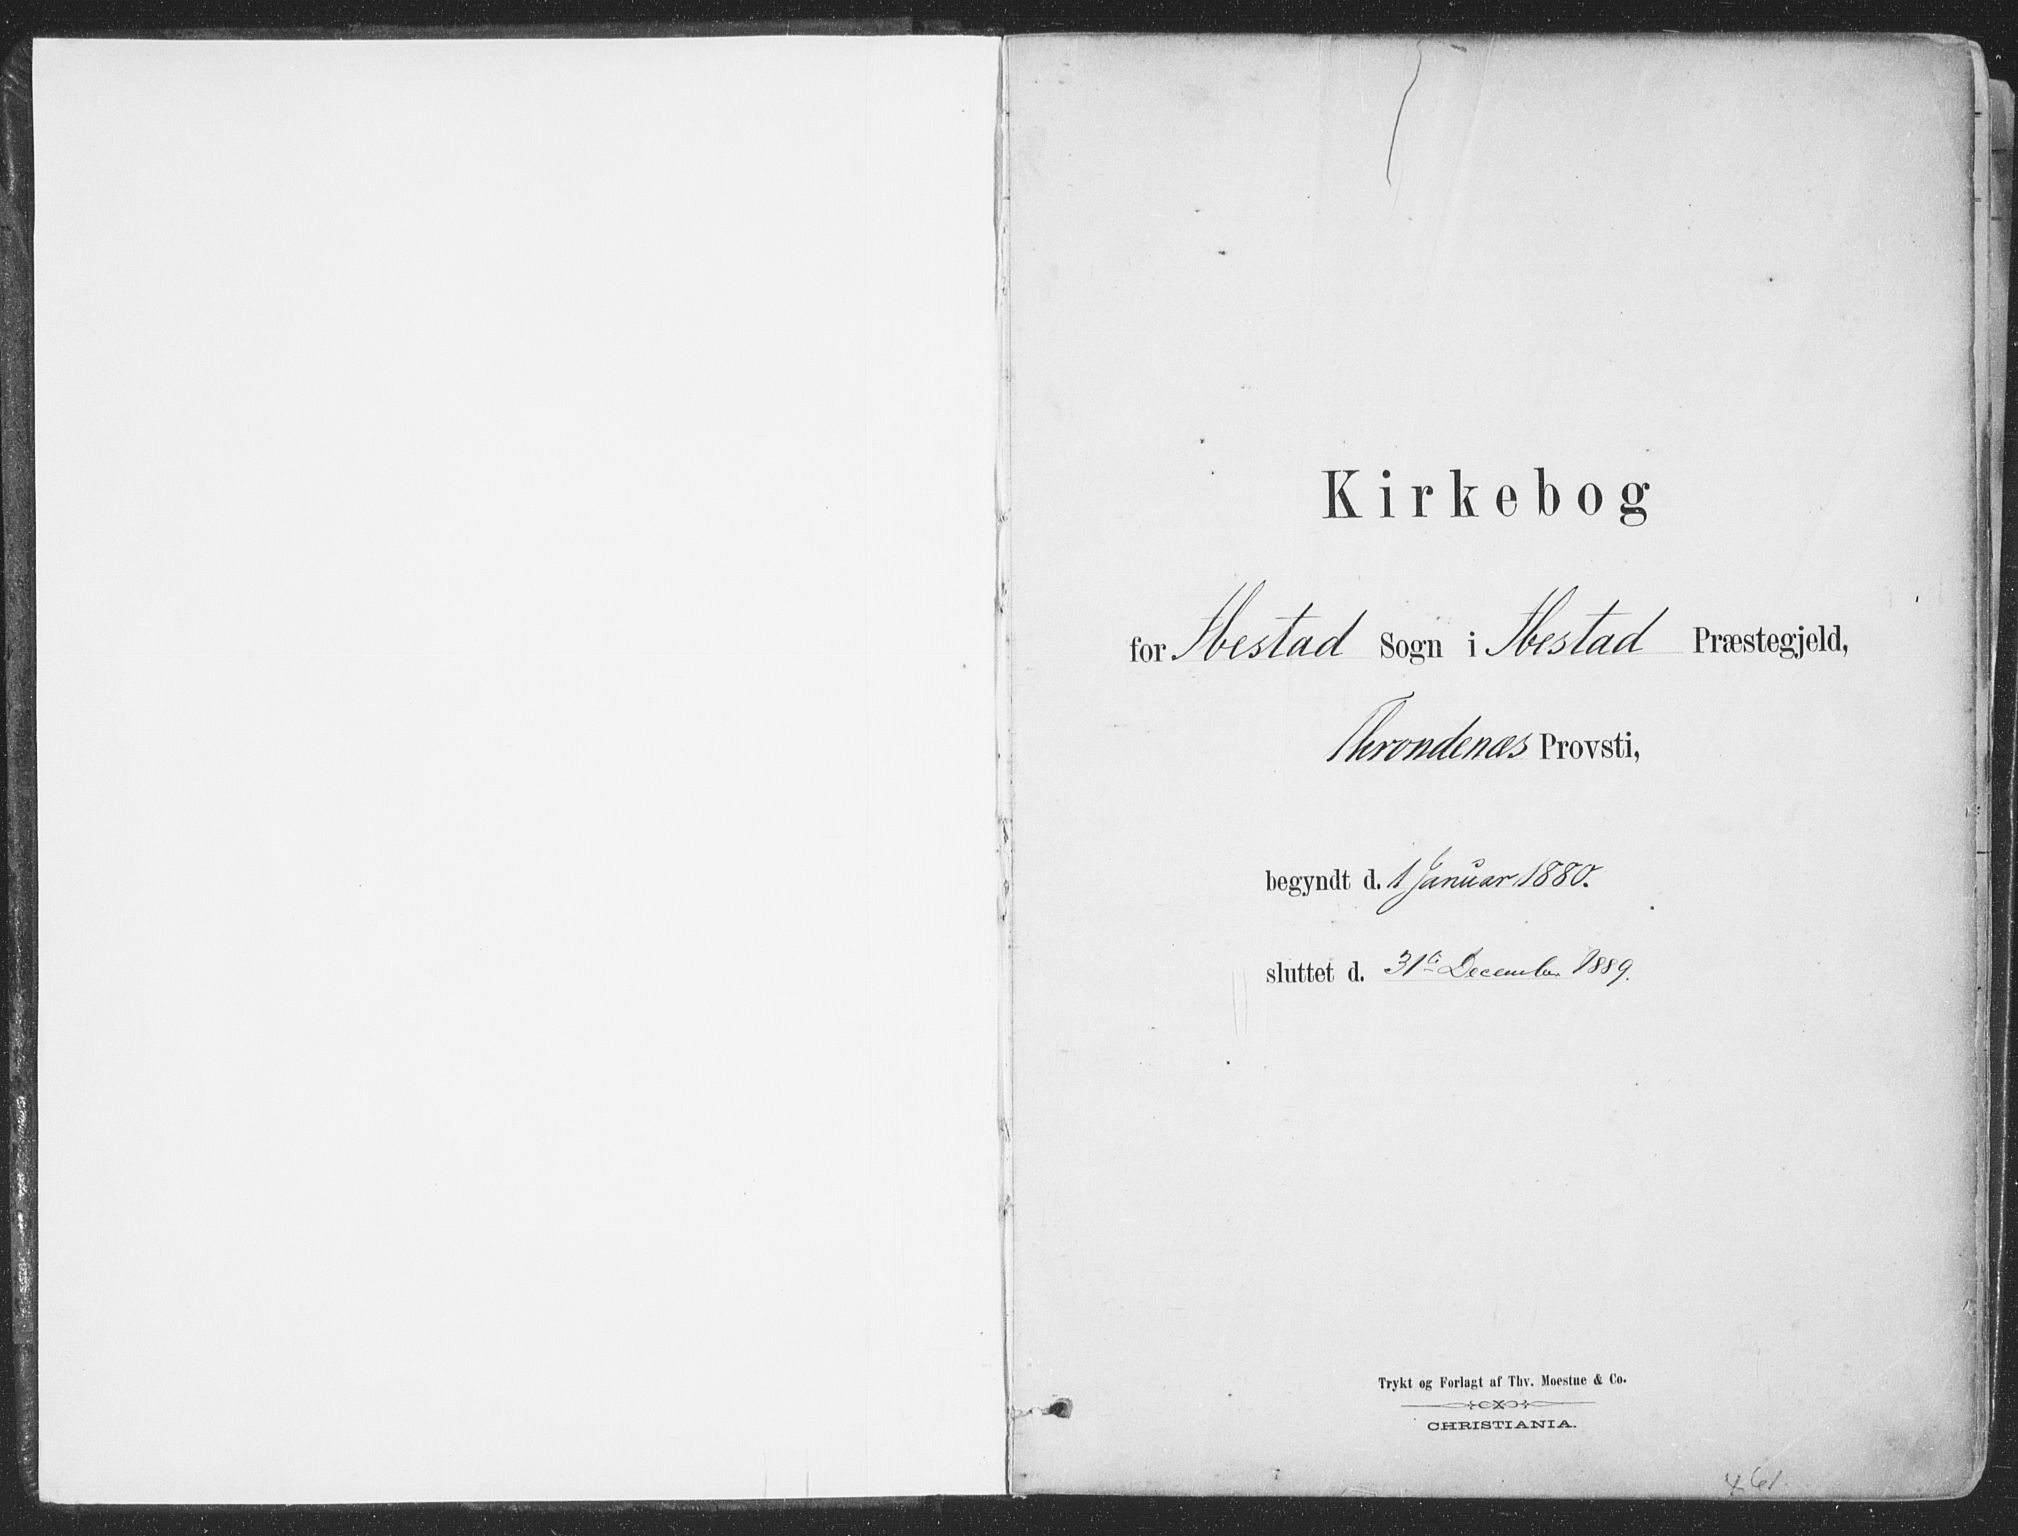 Kirkebog
for Ibestad Sogn i Ibestad Præstegjeld,
Throndenæs Provsti,
begyndt d. 1 Januar 1880.
sluttet d. 31te December 1889.
Trykt og Forlagt af Thv. Moestue & Co.
CHRISTIANIA.